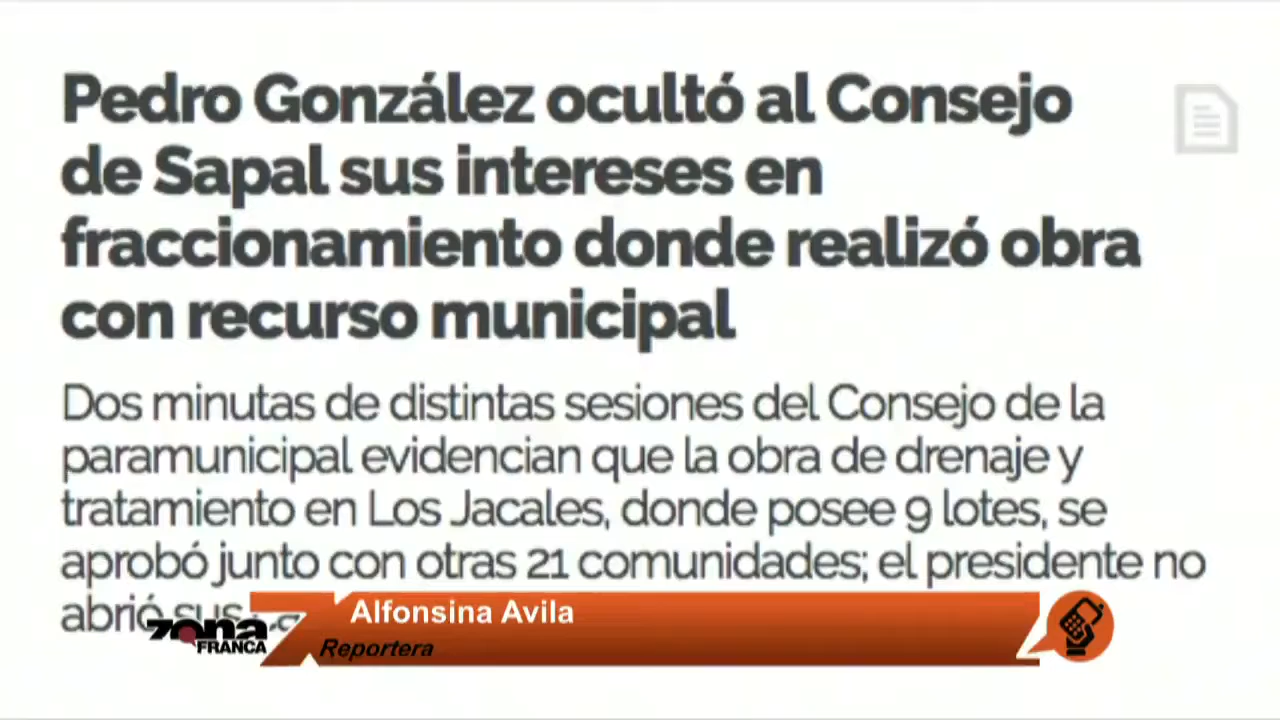 Pedro González ocultó al Consejo
de Sapal sus intereses en
fraccionamiento donde realizó obra
con recurso municipal
Dos minutas de distintas sesiones del Consejo de la
paramunicipal evidencian que la obra de drenaje y
tratamiento en Los Jacales, donde posee 9 lotes, se
aprobó junto con otras 21 comunidades; el presidente no
abrió sus
Alfonsina Avila
zona
FRANCA
Reportera